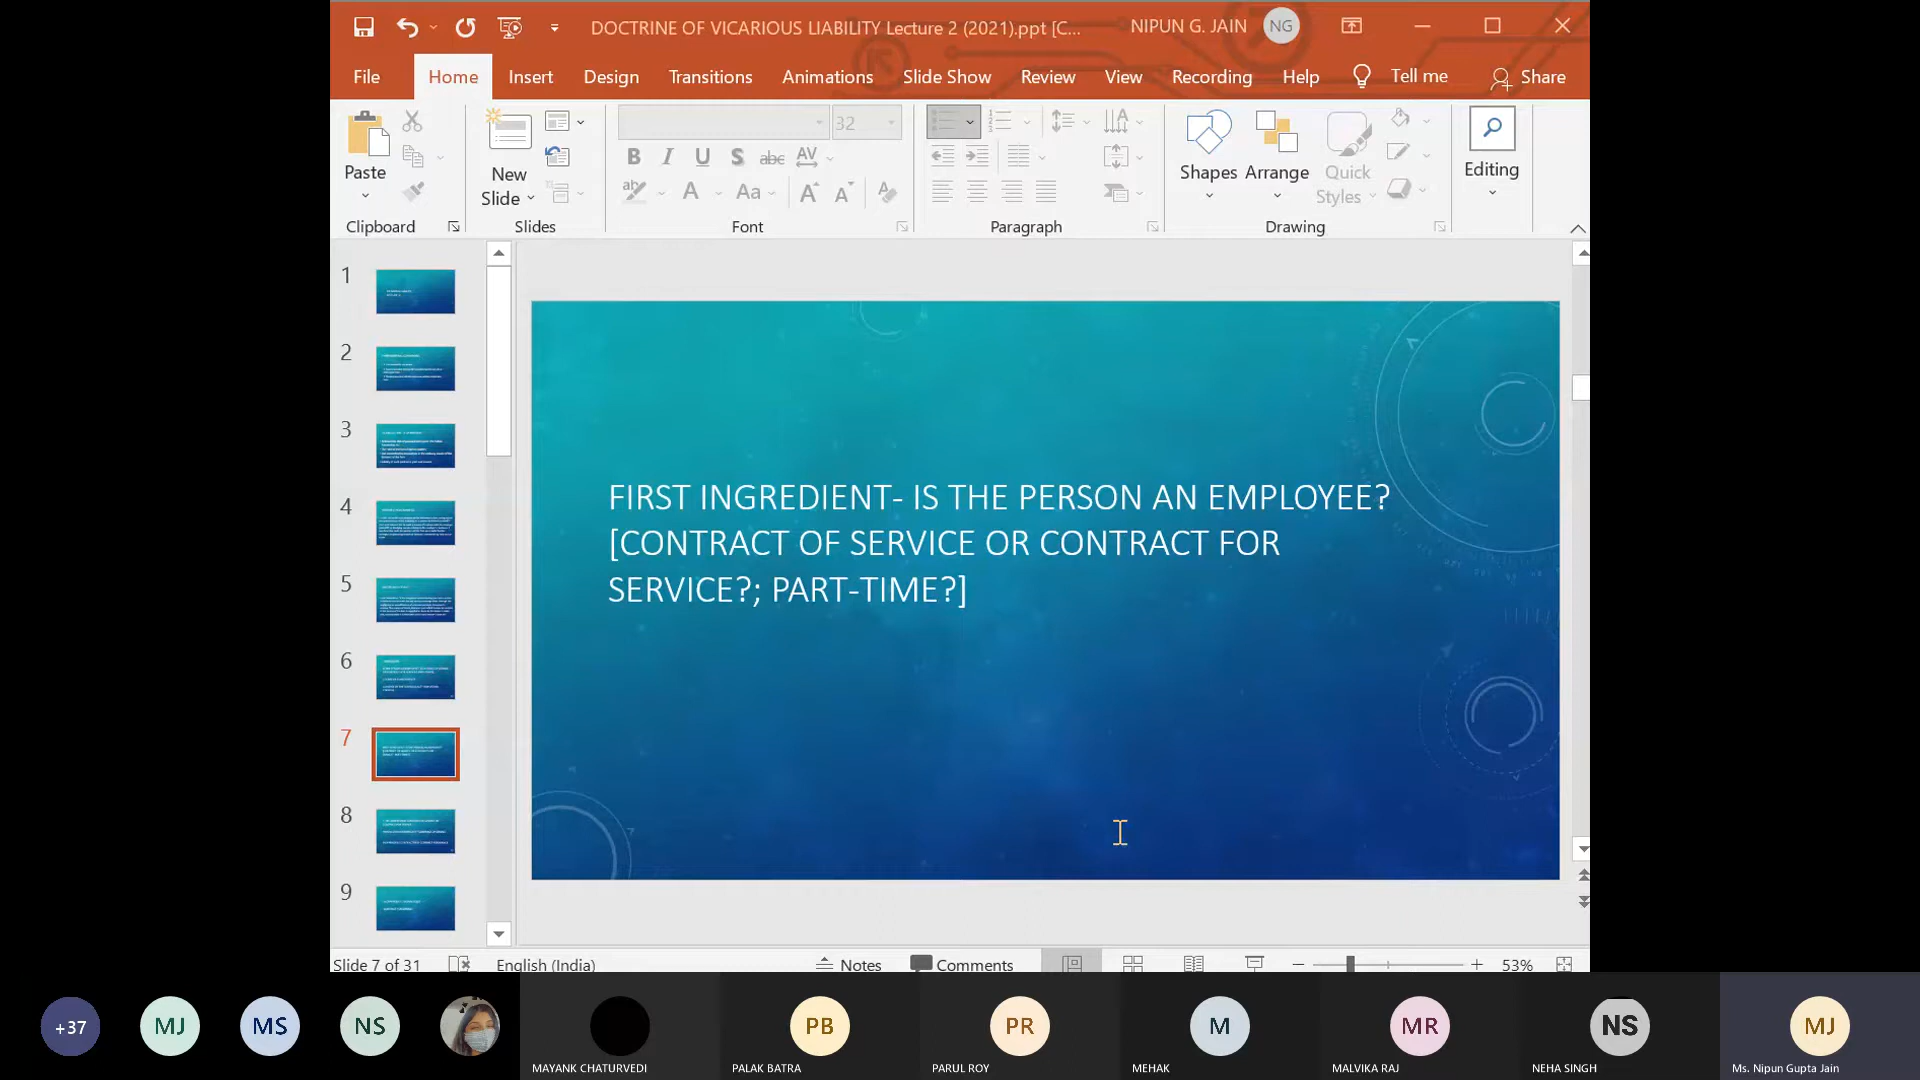 DOCTRINE OF VICARIOUS LIABILITY Lecture 2 (2021).ppt [C...
NIPUN G. JAIN
NG
File
Home
Insert
Design
Transitions
Animations
Slide Show
Review
View
Recording
Help
Tell me
Share
Paste
New
Slide
32
B I U S abc AV
A Aa A A A
Shapes
Arrange
Quick
Styles
Editing
Clipboard
Slides
Font
Paragraph
Drawing
1
2
3
4
5
6
7
8
9
FIRST INGREDIENT- IS THE PERSON AN EMPLOYEE?
[CONTRACT OF SERVICE OR CONTRACT FOR
SERVICE?; PART-TIME?]
Slide 7 of 31
English (India)
Notes
Comments
53%
+37
MJ
MS
NS
MAYANK CHATURVEDI
PB
PALAK BATRA
PR
PARUL ROY
M
MEHAK
MR
MALVIKA RAJ
NS
NEHA SINGH
MJ
Ms. Nipun Gupta Jain